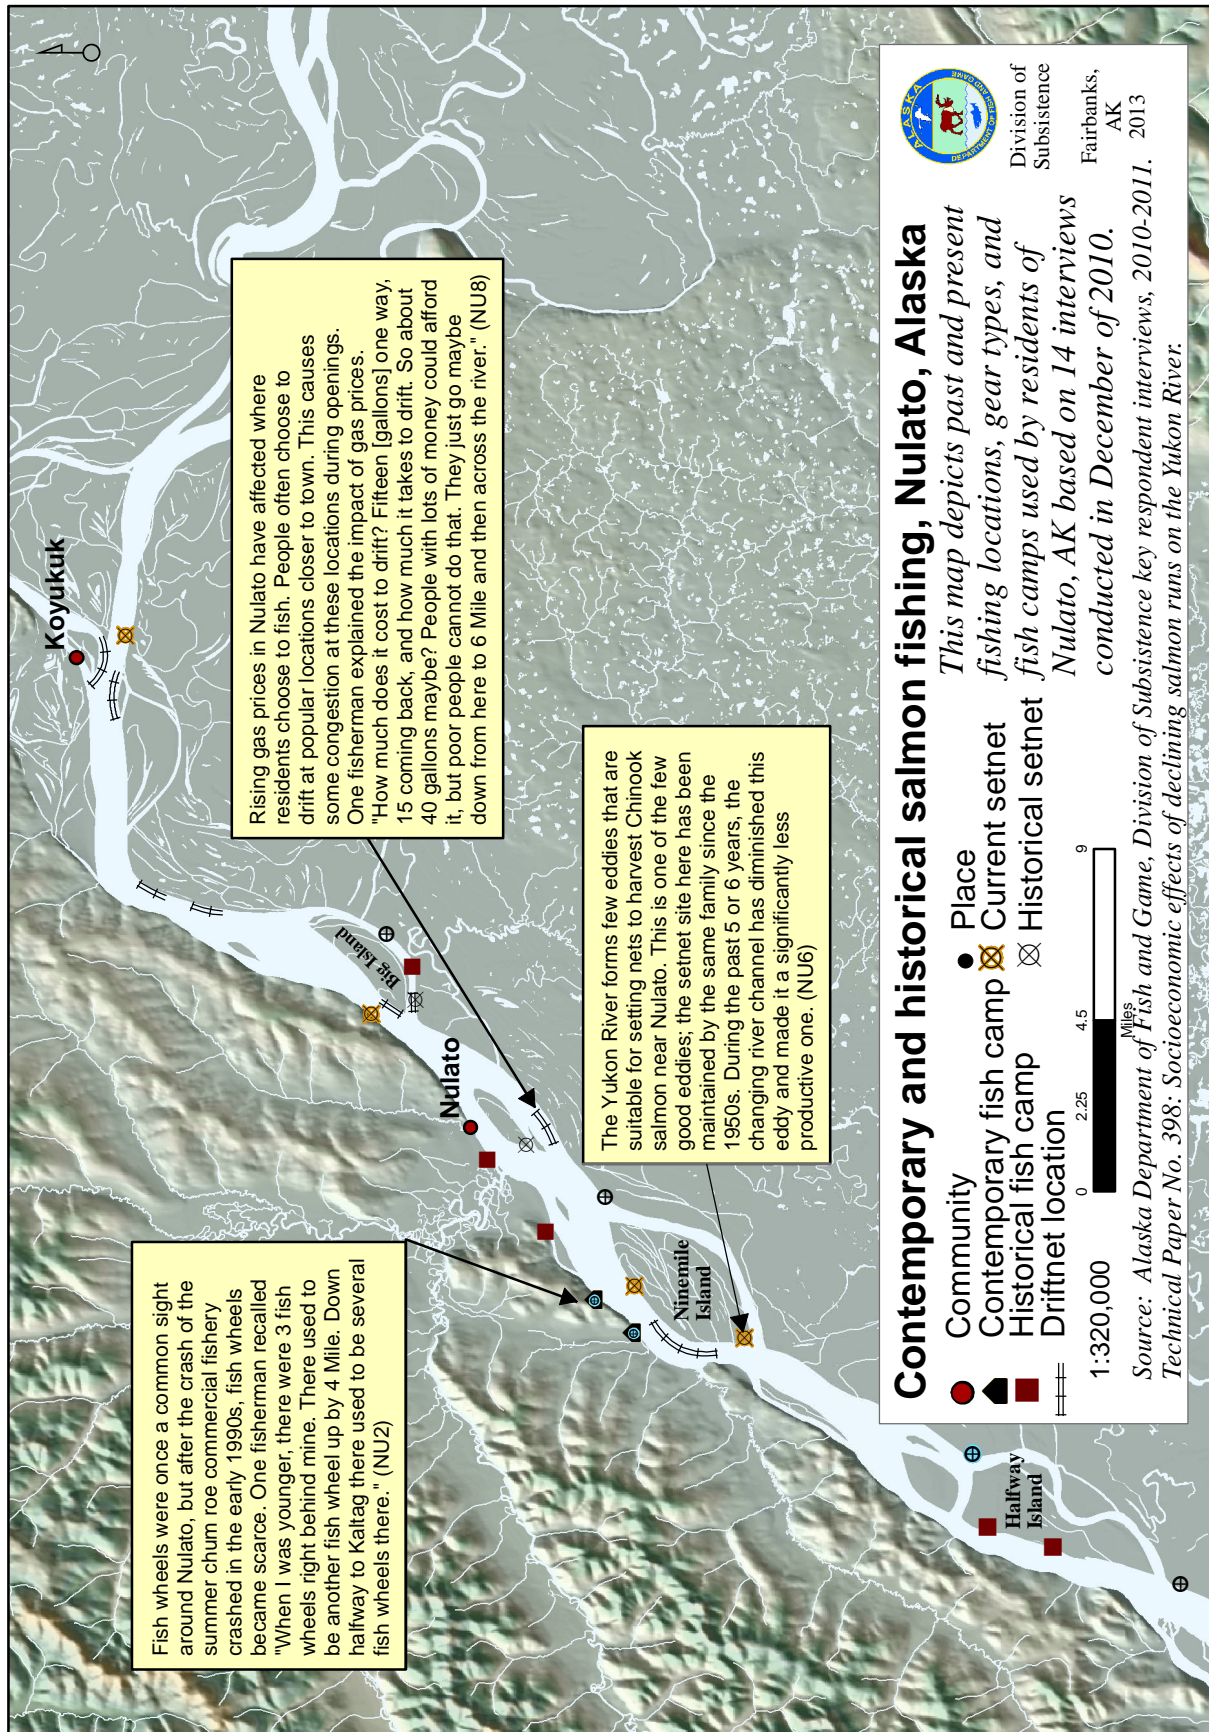 Koyukuk
Rising gas prices in Nulato have affected where
residents choose to fish. People often choose to
drift at popular locations closer to town. This causes
some congestion at these locations during openings.
One fisherman explained the impact of gas prices.
"How much does it cost to drift? Fifteen [gallons] one way,
15 coming back, and how much it takes to drift. So about
40 gallons maybe? People with lots of money could afford
it, but poor people cannot do that. They just go maybe
down from here to 6 Mile and then across the river." (NU8)
Big Island
Nulato
Fish wheels were once a common sight
around Nulato, but after the crash of the
summer chum roe commercial fishery
crashed in the early 1990s, fish wheels
became scarce. One fisherman recalled
"When I was younger, there were 3 fish
wheels right behind mine. There used to
be another fish wheel up by 4 Mile. Down
halfway to Kaltag there used to be several
fish wheels there." (NU2)
The Yukon River forms few eddies that are
suitable for setting nets to harvest Chinook
salmon near Nulato. This is one of the few
good eddies; the setnet site here has been
maintained by the same family since the
1950s. During the past 5 or 6 years, the
changing river channel has diminished this
eddy and made it a significantly less
productive one. (NU6)
Ninemile
Island
Halfway
Island
Contemporary and historical salmon fishing, Nulato, Alaska
Community
Contemporary fish camp
Historical fish camp
Driftnet location
Place
Current setnet
Historical setnet
1:320,000
0 2.25 4.5 9
Miles
This map depicts past and present
fishing locations, gear types, and
fish camps used by residents of
Nulato, AK based on 14 interviews
conducted in December of 2010.
ALASKA
DEPARTMENT OF FISH AND GAME
Division of
Subsistence
Fairbanks,
AK
2013
Source: Alaska Department of Fish and Game, Division of Subsistence key respondent interviews, 2010-2011.
Technical Paper No. 398: Socioeconomic effects of declining salmon runs on the Yukon River.